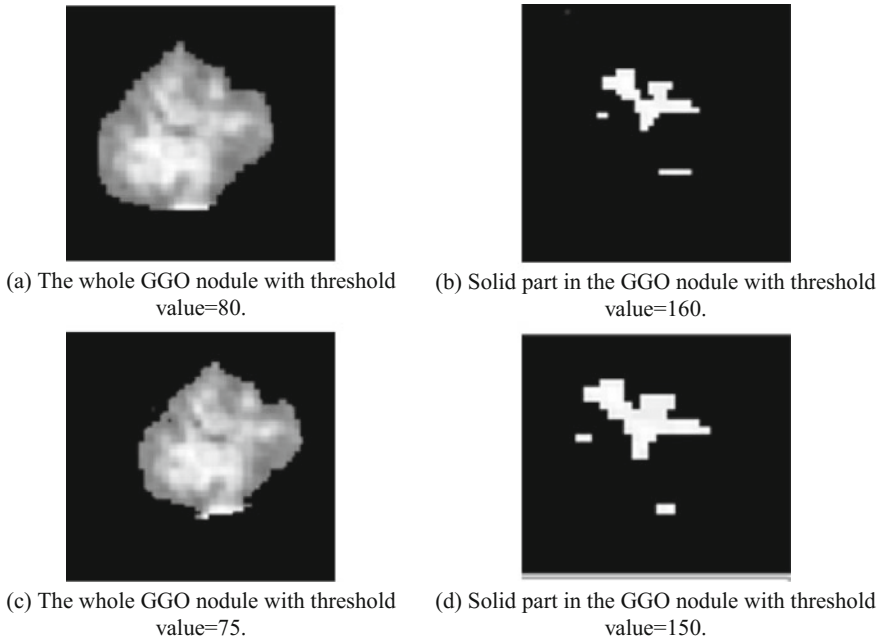 (a) The whole GGO nodule with threshold
value=80.
(b) Solid part in the GGO nodule with threshold
value=160.
(c) The whole GGO nodule with threshold
value=75.
(d) Solid part in the GGO nodule with threshold
value=150.